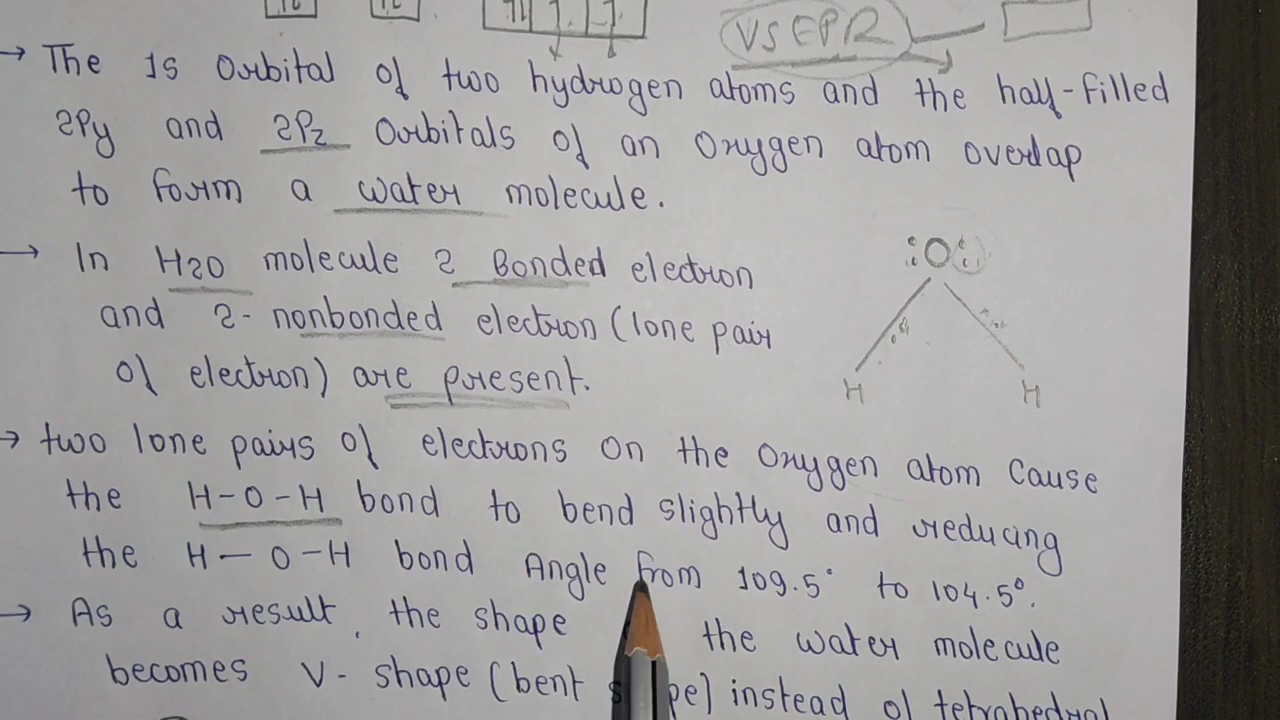 VSEPR
→ The 1s Orbital of two hydrogen atoms and the half-filled
2Py and 2Pz Orbitals of an Oxygen atom overlap
to form a water molecule.
→ In H2O molecule 2 Bonded electron
and 2- nonbonded electron (lone pair
of electron) are present.
:O:
H H
→ two lone pairs of electrons On the Oxygen atom Cause
the H-O-H bond to bend slightly and reducing
the H-O-H bond Angle from 109.5° to 104.5°.
→ As a result, the shape the water molecule
becomes V- shape (bent instead of tetrahedral